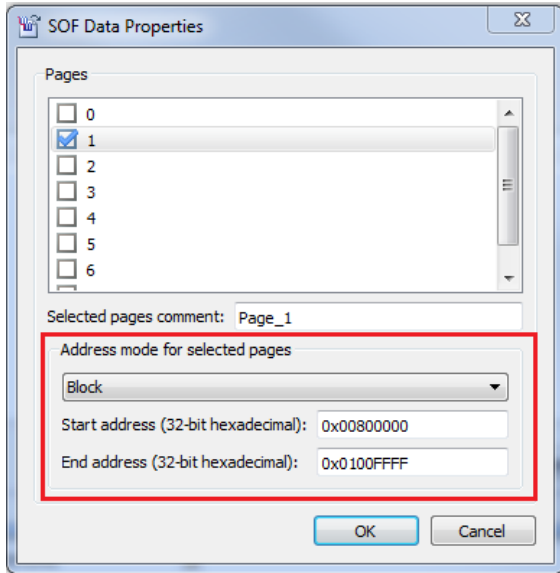 SOF Data Properties
Pages
0
1
2
3
4
5
6
Selected pages comment: Page_1
Address mode for selected pages
Block
Start address (32-bit hexadecimal): 0x00800000
End address (32-bit hexadecimal): 0x0100FFFF
OK Cancel